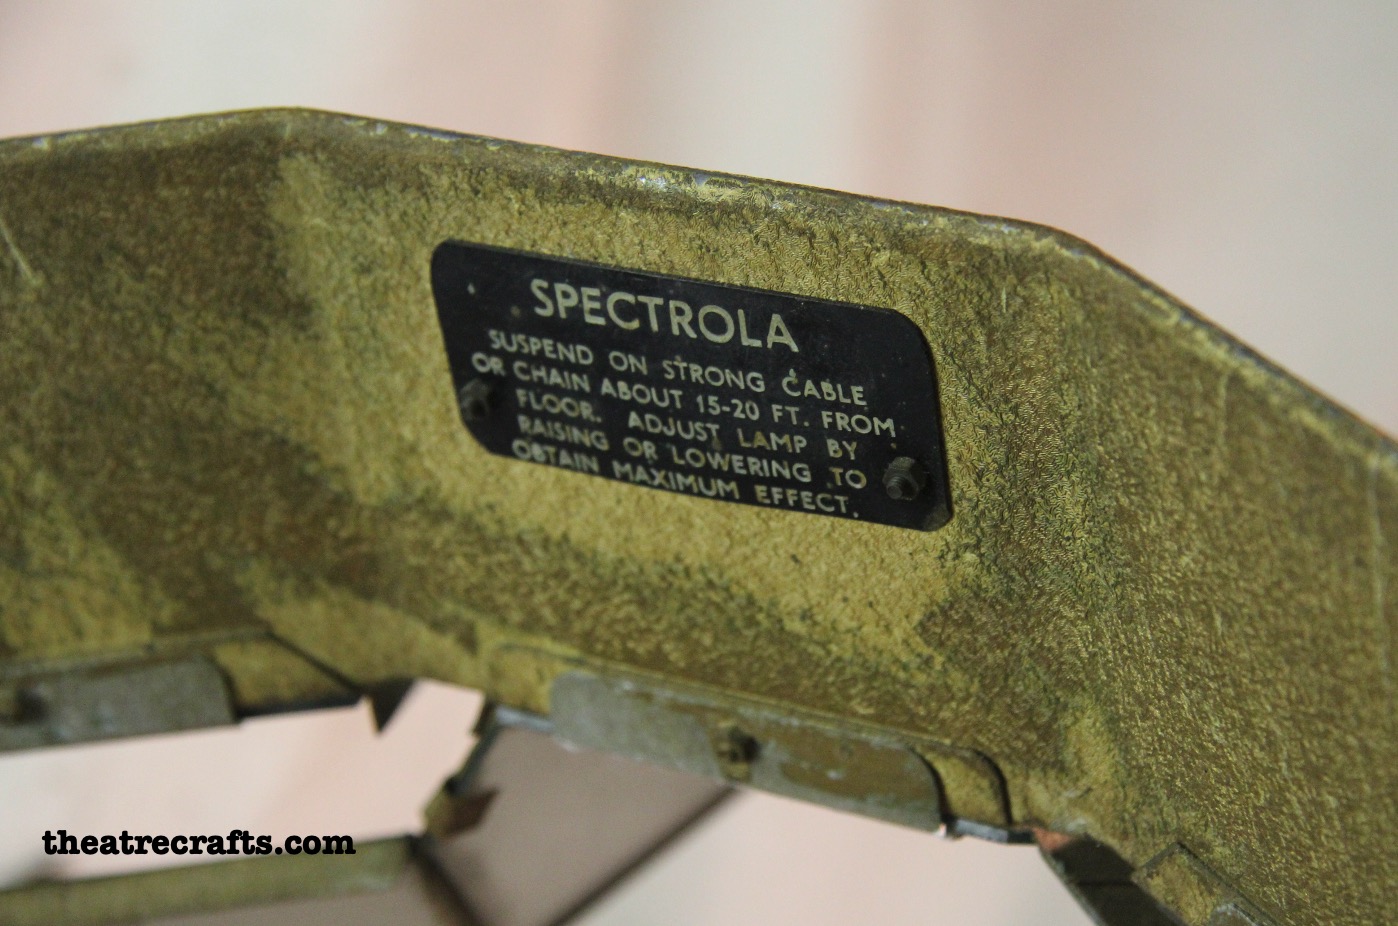 SPECTROLA
SUSPEND ON STRONG CABLE
OR CHAIN ABOUT 15-20 FT. FROM
FLOOR. ADJUST LAMP BY
RAISING OR LOWERING TO
OBTAIN MAXIMUM EFFECT.
theatrecrafts.com